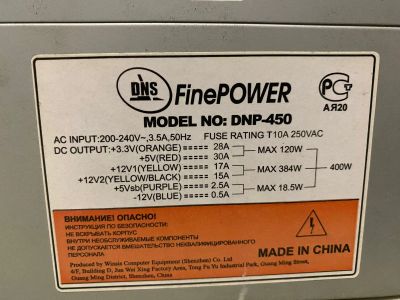 DNS FinePOWER
АЯ20
MODEL NO: DNP-450
AC INPUT:200-240V~,3.5A,50Hz FUSE RATING T10A 250VAC
DC OUTPUT:+3.3V(ORANGE) 28A MAX 120W
+5V(RED) 30A
+12V1(YELLOW) 17A MAX 384W 400W
+12V2(YELLOW/BLACK) 15A
+5Vsb(PURPLE) 2.5A MAX 18.5W
-12V(BLUE) 0.5A
ВНИМАНИЕ! ОПАСНО!
ИНСТРУКЦИЯ ПО БЕЗОПАСНОСТИ:
НЕ ВСКРЫВАТЬ КОРПУС
ВНУТРИ НЕОБСЛУЖИВАЕМЫЕ КОМПОНЕНТЫ
НЕ ДОПУСКАЕТСЯ ВМЕШАТЕЛЬСТВО НЕКВАЛИФИЦИРОВАННОГО
ПЕРСОНАЛА
MADE IN CHINA
Produced by Winsis Computer Equipment (Shenzhen) Co. Ltd
6/F, Building D, Jun Wei Xing Factory Area, Tong Fu Yu Industrial Park, Guang Ming Street,
Guang Ming District, Shenzhen, China